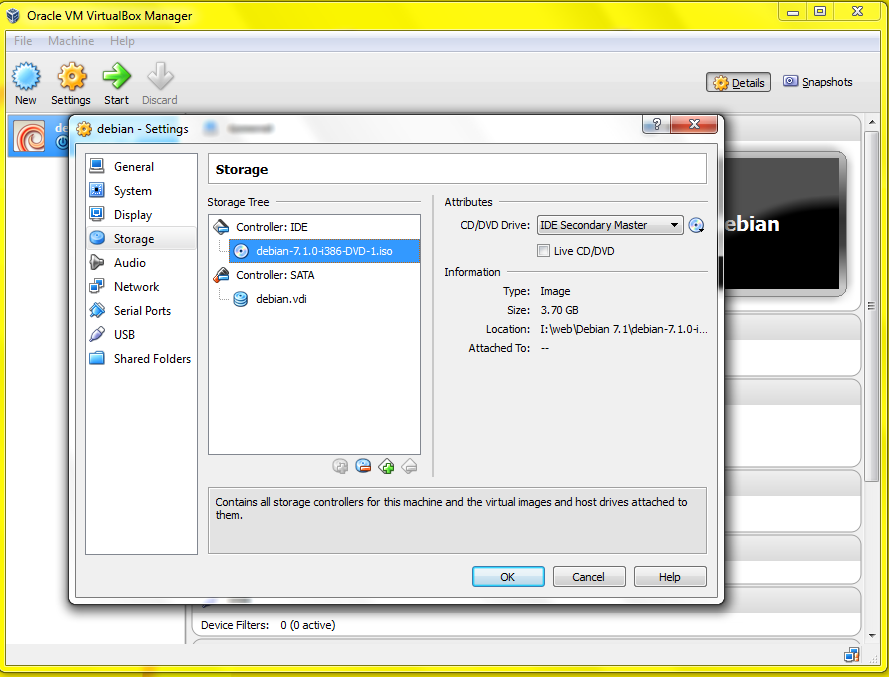 Oracle VM VirtualBox Manager
File Machine Help
New Settings Start Discard
Details Snapshots
de
debian - Settings
General
System
Display
Storage
Audio
Network
Serial Ports
USB
Shared Folders
Storage
Storage Tree
Controller: IDE
debian-7.1.0-i386-DVD-1.iso
Controller: SATA
debian.vdi
Attributes
CD/DVD Drive: IDE Secondary Master
Live CD/DVD
Information
Type: Image
Size: 3.70 GB
Location: I:\web\Debian 7.1\debian-7.1.0-i...
Attached To: --
ebian
Contains all storage controllers for this machine and the virtual images and host drives attached to
them.
OK Cancel Help
Device Filters: 0 (0 active)